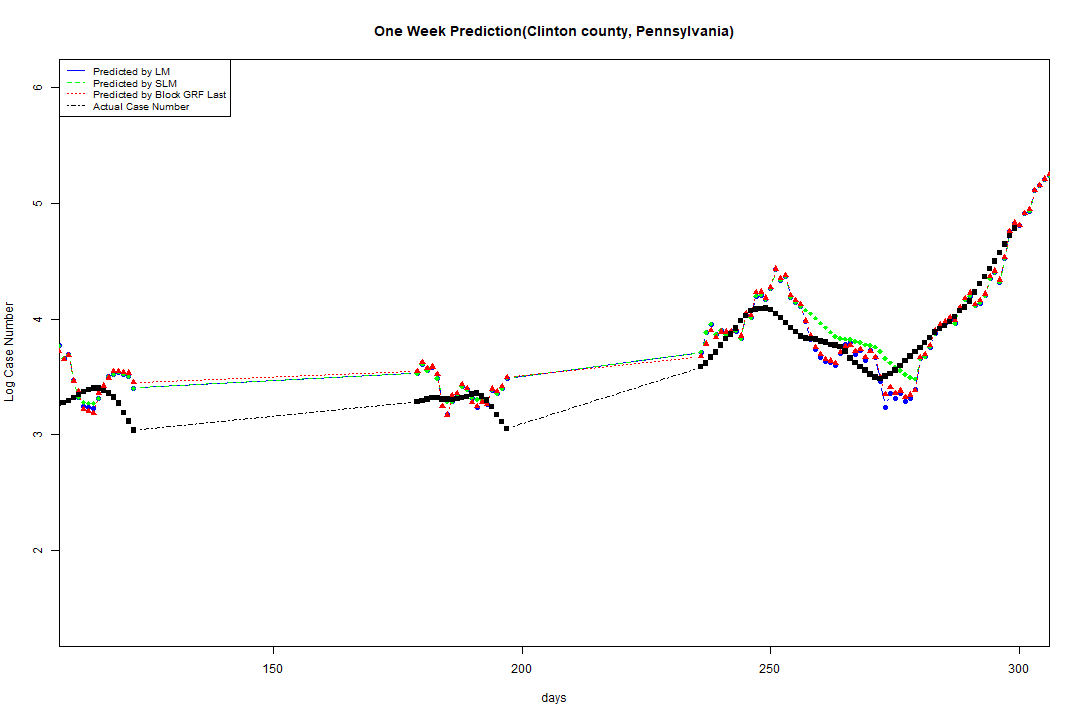 One Week Prediction(Clinton county, Pennsylvania)
Predicted by LM
Predicted by SLM
Predicted by Block GRF Last
Actual Case Number
Log Case Number
6
5
4
3
2
150 200 250 300
days